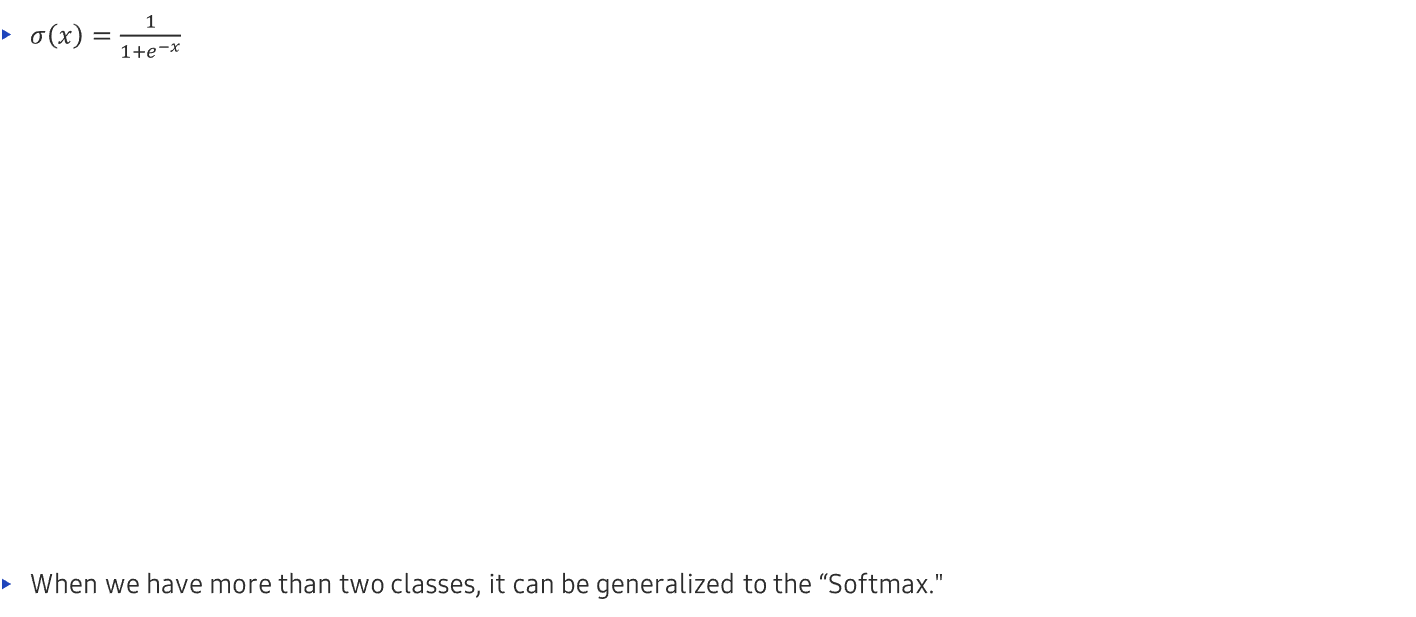 ▸ σ(x) = 1/(1+e^{−x})
▸ When we have more than two classes, it can be generalized to the “Softmax."